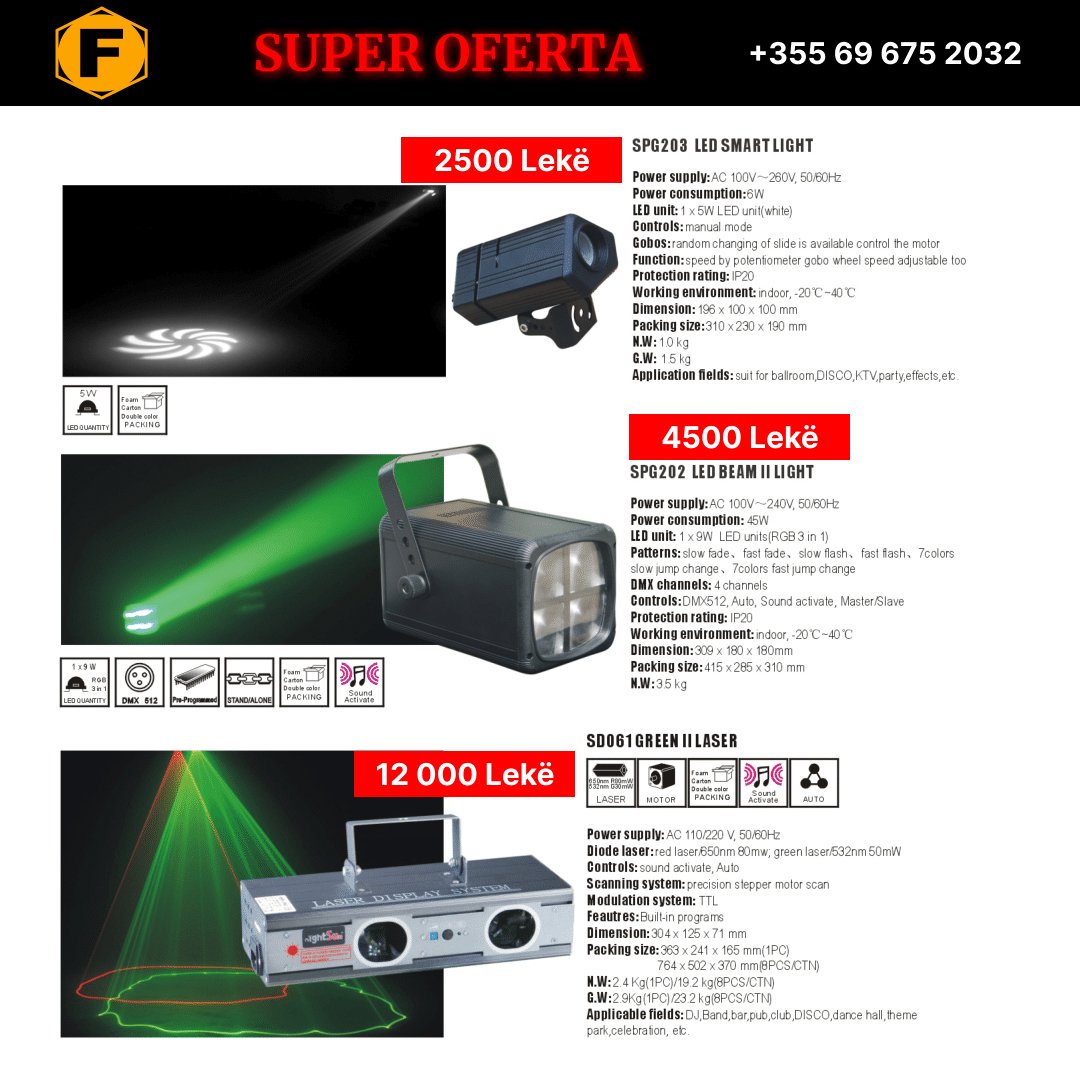 F
SUPER OFERTA
+355 69 675 2032
2500 Lekë
SPG203 LED SMART LIGHT
Power supply: AC 100V～260V, 50/60Hz
Power consumption: 6W
LED unit: 1 x 5W LED unit(white)
Controls: manual mode
Gobos: random changing of slide is available control the motor
Function: speed by potentiometer gobo wheel speed adjustable too
Protection rating: IP20
Working environment: indoor, -20℃~40℃
Dimension: 196 x 100 x 100 mm
Packing size: 310 x 230 x 190 mm
N.W: 1.0 kg
G.W: 1.5 kg
Application fields: suit for ballroom,DISCO,KTV,party,effects,etc.
5W
LED QUANTITY
Foam
Carton
Double color
PACKING
4500 Lekë
SPG202 LED BEAM II LIGHT
Power supply: AC 100V～240V, 50/60Hz
Power consumption: 45W
LED unit: 1 x 9W LED units(RGB 3 in 1)
Patterns: slow fade、fast fade、slow flash、fast flash、7colors
slow jump change、7colors fast jump change
DMX channels: 4 channels
Controls: DMX512, Auto, Sound activate, Master/Slave
Protection rating: IP20
Working environment: indoor, -20℃~40℃
Dimension: 309 x 180 x 180mm
Packing size: 415 x 285 x 310 mm
N.W: 3.5 kg
1 x 9 W
RGB
3 in 1
LED QUANTITY
DMX 512
Pre-Programmed
STAND/ALONE
Foam
Carton
Double color
PACKING
Sound
Activate
12 000 Lekë
LASER DISPLAY SYSTEM
nightSun
SD061 GREEN II LASER
650nm R80mW
532nm G30mW
LASER
MOTOR
Foam
Carton
Double color
PACKING
Sound
Activate
AUTO
Power supply: AC 110/220 V, 50/60Hz
Diode laser: red laser/650nm 80mw; green laser/532nm 50mW
Controls: sound activate, Auto
Scanning system: precision stepper motor scan
Modulation system: TTL
Feautres: Built-in programs
Dimension: 304 x 125 x 71 mm
Packing size: 363 x 241 x 165 mm(1PC)
764 x 502 x 370 mm(8PCS/CTN)
N.W: 2.4 Kg(1PC)/19.2 kg(8PCS/CTN)
G.W: 2.9Kg(1PC)/23.2 kg(8PCS/CTN)
Applicable fields: DJ,Band,bar,pub,club,DISCO,dance hall,theme
park,celebration, etc.